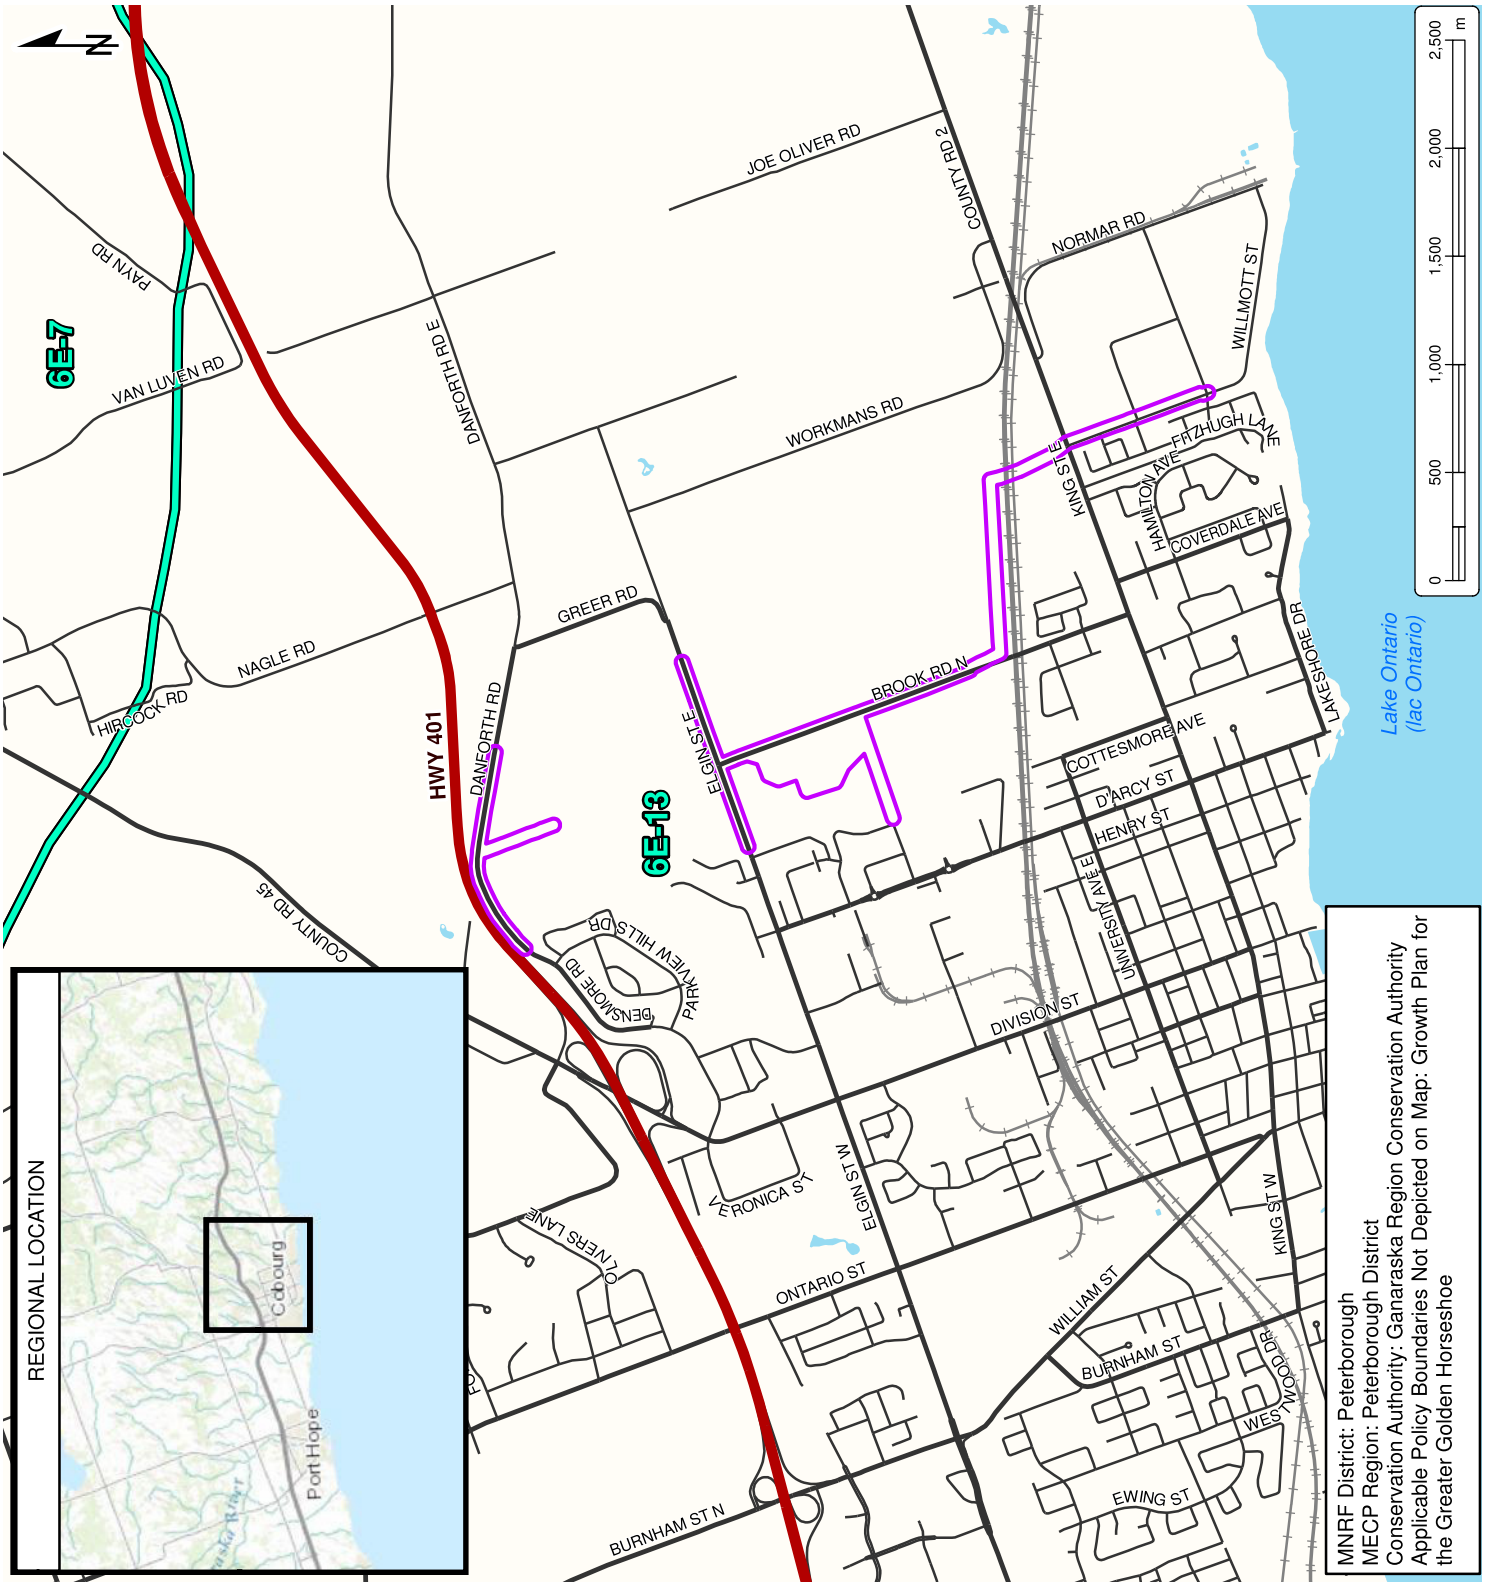 REGIONAL LOCATION
Cobourg
Port Hope
N
6E-7
6E-13
HWY 401
PAYN RD
VAN LUVEN RD
HIRCOCK RD
NAGLE RD
COUNTY RD 45
DANFORTH RD E
DANFORTH RD
GREER RD
JOE OLIVER RD
COUNTY RD 2
WORKMANS RD
NORMAR RD
WILLMOTT ST
FITZHUGH LANE
HAMILTON AVE
COVERDALE AVE
KING ST E
BROOK RD N
ELGIN ST E
LAKESHORE DR
COTTESMORE AVE
D'ARCY ST
HENRY ST
UNIVERSITY AVE E
DIVISION ST
PARKVIEW HILLS DR
DENSMORE RD
VERONICA ST
ELGIN ST W
OLIVERS LANE
ONTARIO ST
WILLIAM ST
KING ST W
BURNHAM ST
WESTWOOD DR
EWING ST
BURNHAM ST N
Lake Ontario
(lac Ontario)
0 500 1,000 1,500 2,000 2,500
m
MNRF District: Peterborough
MECP Region: Peterborough District
Conservation Authority: Ganaraska Region Conservation Authority
Applicable Policy Boundaries Not Depicted on Map: Growth Plan for
the Greater Golden Horseshoe